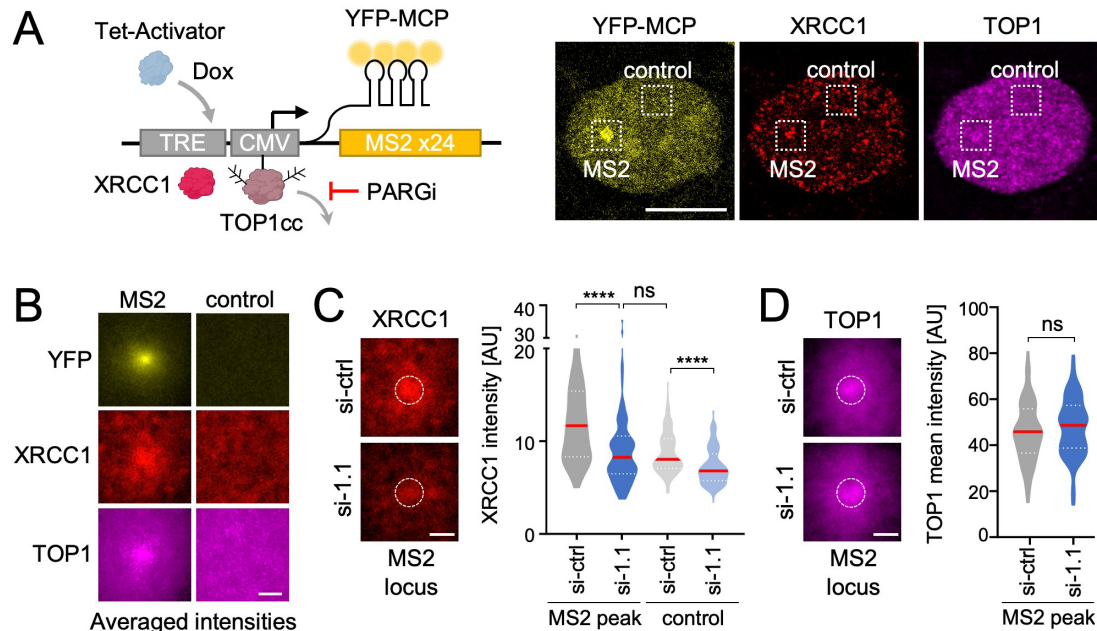 A
Tet-Activator
Dox
YFP-MCP
TRE
CMV
MS2 x24
XRCC1
TOP1cc
PARGi
YFP-MCP
XRCC1
TOP1
control
MS2
control
MS2
control
MS2
B
MS2
control
YFP
XRCC1
TOP1
Averaged intensities
C
XRCC1
si-ctrl
si-1.1
MS2
locus
XRCC1 intensity [AU]
40
30
20
10
0
****
ns
****
si-ctrl
si-1.1
si-ctrl
si-1.1
MS2 peak
control
D
TOP1
si-ctrl
si-1.1
MS2
locus
TOP1 mean intensity [AU]
100
80
60
40
20
0
ns
si-ctrl
si-1.1
MS2 peak